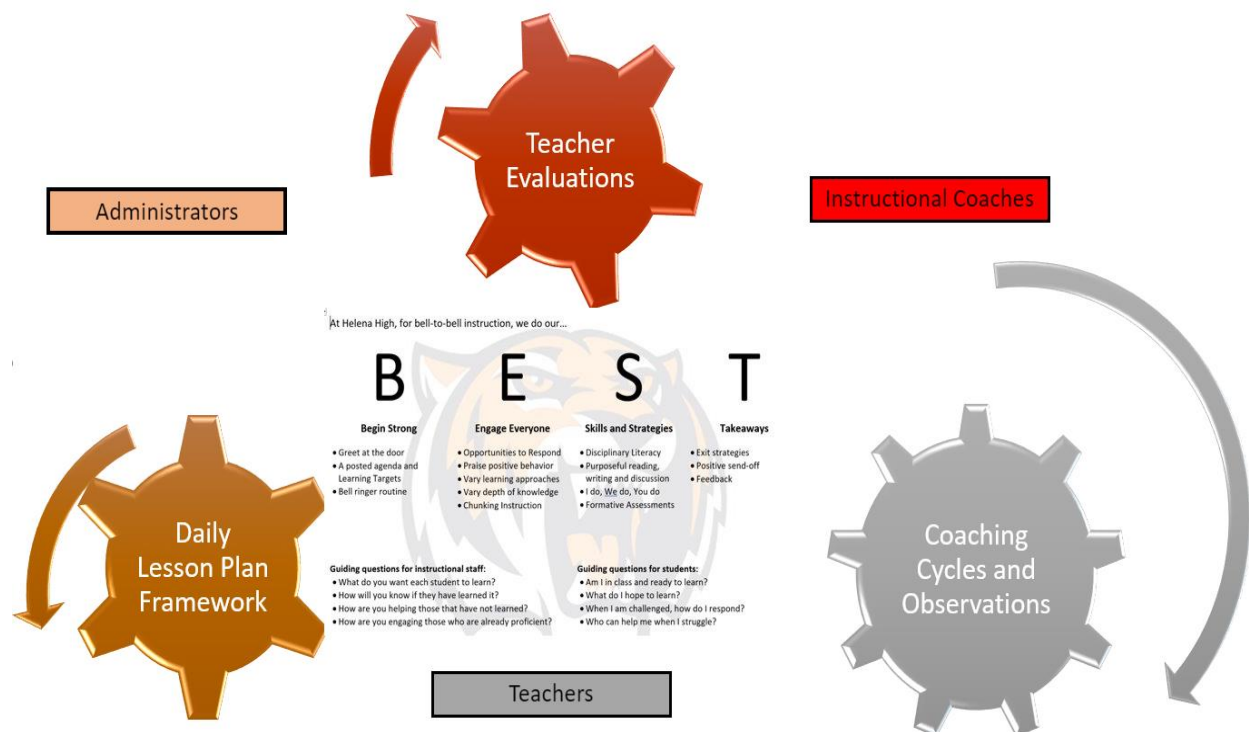 Teacher
Evaluations
Administrators
Instructional Coaches
At Helena High, for bell-to-bell instruction, we do our...
B E S T
Begin Strong
• Greet at the door
• A posted agenda and
Learning Targets
• Bell ringer routine
Engage Everyone
• Opportunities to Respond
• Praise positive behavior
• Vary learning approaches
• Vary depth of knowledge
• Chunking Instruction
Skills and Strategies
• Disciplinary Literacy
• Purposeful reading,
writing and discussion
• I do, We do, You do
• Formative Assessments
Takeaways
• Exit strategies
• Positive send-off
• Feedback
Daily
Lesson Plan
Framework
Guiding questions for instructional staff:
• What do you want each student to learn?
• How will you know if they have learned it?
• How are you helping those that have not learned?
• How are you engaging those who are already proficient?
Guiding questions for students:
• Am I in class and ready to learn?
• What do I hope to learn?
• When I am challenged, how do I respond?
• Who can help me when I struggle?
Coaching
Cycles and
Observations
Teachers